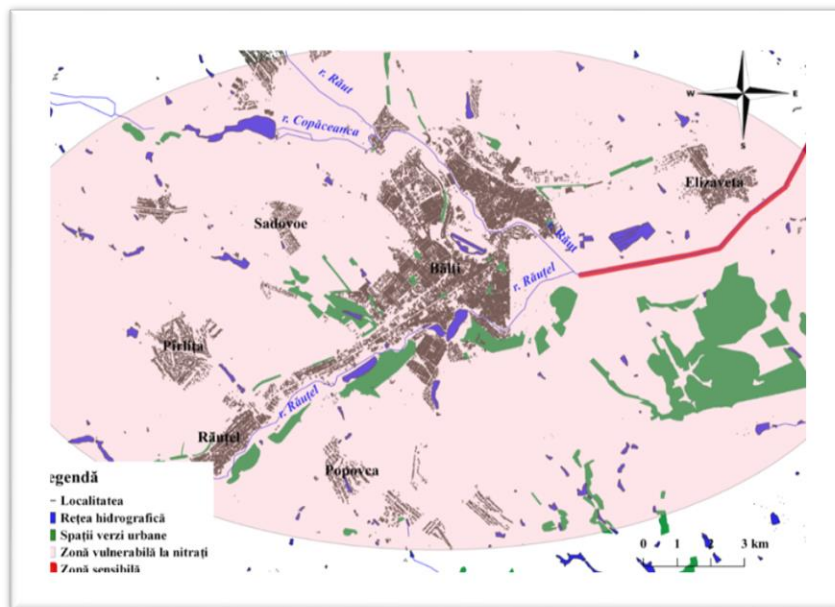 r. Răut
N
W
E
S
r. Copăceanca
Elizaveta
Sadovoe
r. Răut
Bălți
r. Răuțel
Pîrlița
r. Răuțel
Răuțel
Popovca
egendă
Localitatea
Rețea hidrografică
Spații verzi urbane
Zonă vulnerabilă la nitrați
Zonă sensibilă
0 1 2 3 km